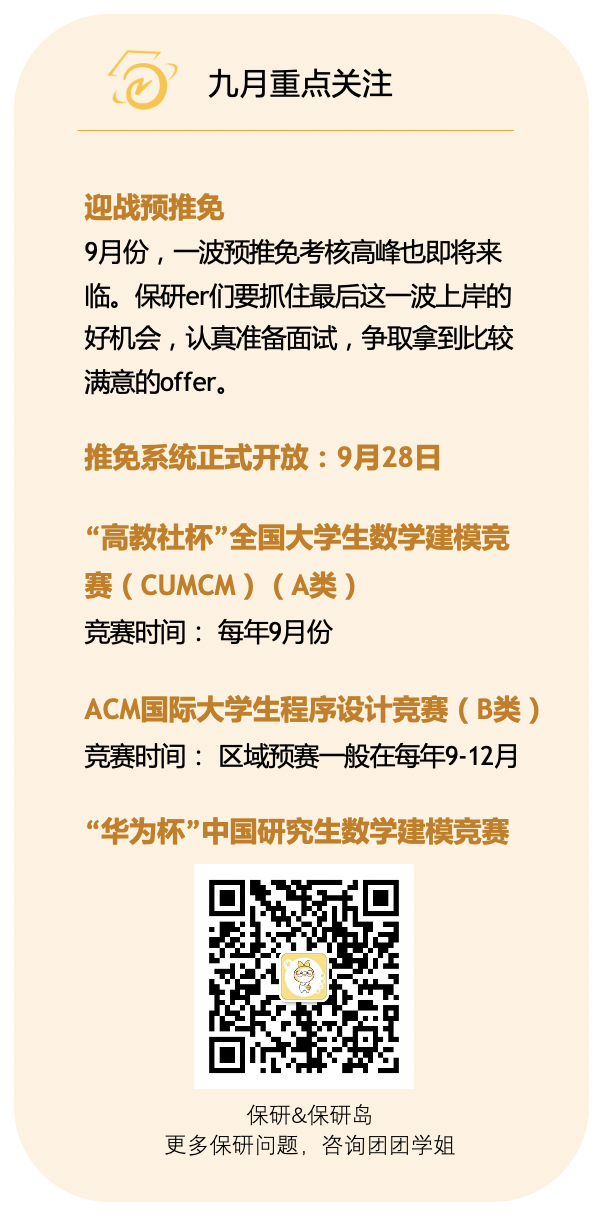 九月重点关注
迎战预推免
9月份，一波预推免考核高峰也即将来
临。保研er们要抓住最后这一波上岸的
好机会，认真准备面试，争取拿到比较
满意的offer。
推免系统正式开放：9月28日
“高教社杯”全国大学生数学建模竞
赛（CUMCM）（A类）
竞赛时间： 每年9月份
ACM国际大学生程序设计竞赛（B类）
竞赛时间： 区域预赛一般在每年9-12月
“华为杯”中国研究生数学建模竞赛
保研&保研岛
更多保研问题，咨询团团学姐